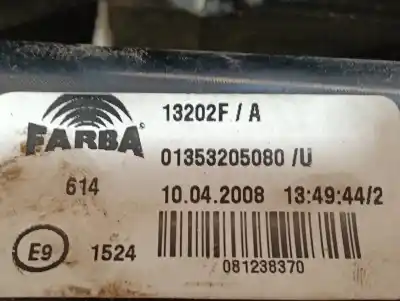 FARBA
13202F / A
01353205080 /U
614
10.04.2008 13:49:44/2
E9 1524
081238370